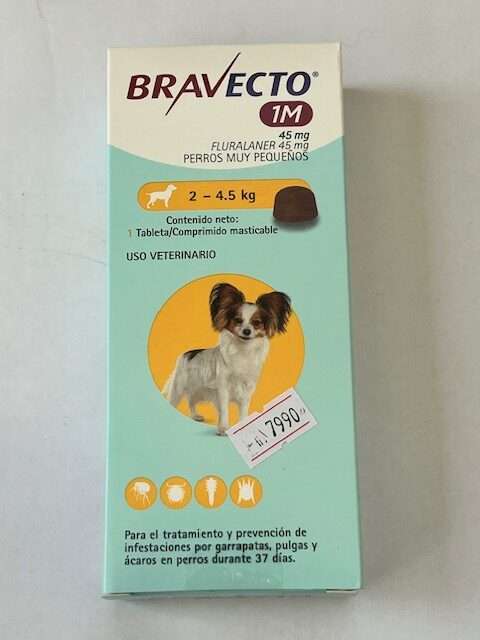 BRAVECTO®
1M
45 mg
FLURALANER 45 mg
PERROS MUY PEQUEÑOS
2 – 4.5 kg
Contenido neto:
1 Tableta/Comprimido masticable
USO VETERINARIO
7990
Para el tratamiento y prevención de
infestaciones por garrapatas, pulgas y
ácaros en perros durante 37 días.